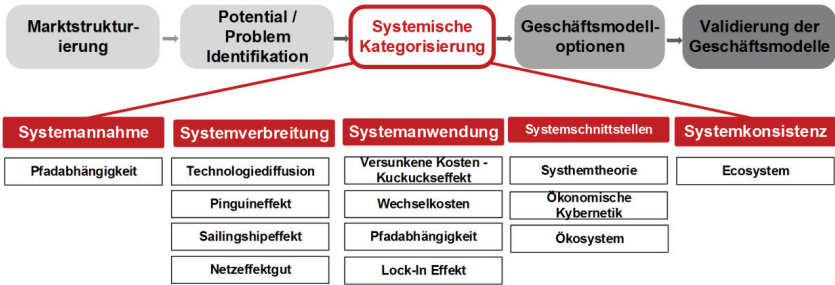 Marktstruktur-
ierung
Potential /
Problem
Identifikation
Systemische
Kategorisierung
Geschäftsmodell-
optionen
Validierung der
Geschäftsmodelle
Systemannahme
Pfadabhängigkeit
Systemverbreitung
Technologiediffusion
Pinguineffekt
Sailingshipeffekt
Netzeffektgut
Systemanwendung
Versunkene Kosten -
Kuckuckseffekt
Wechselkosten
Pfadabhängigkeit
Lock-In Effekt
Systemschnittstellen
Systhemtheorie
Ökonomische
Kybernetik
Ökosystem
Systemkonsistenz
Ecosystem